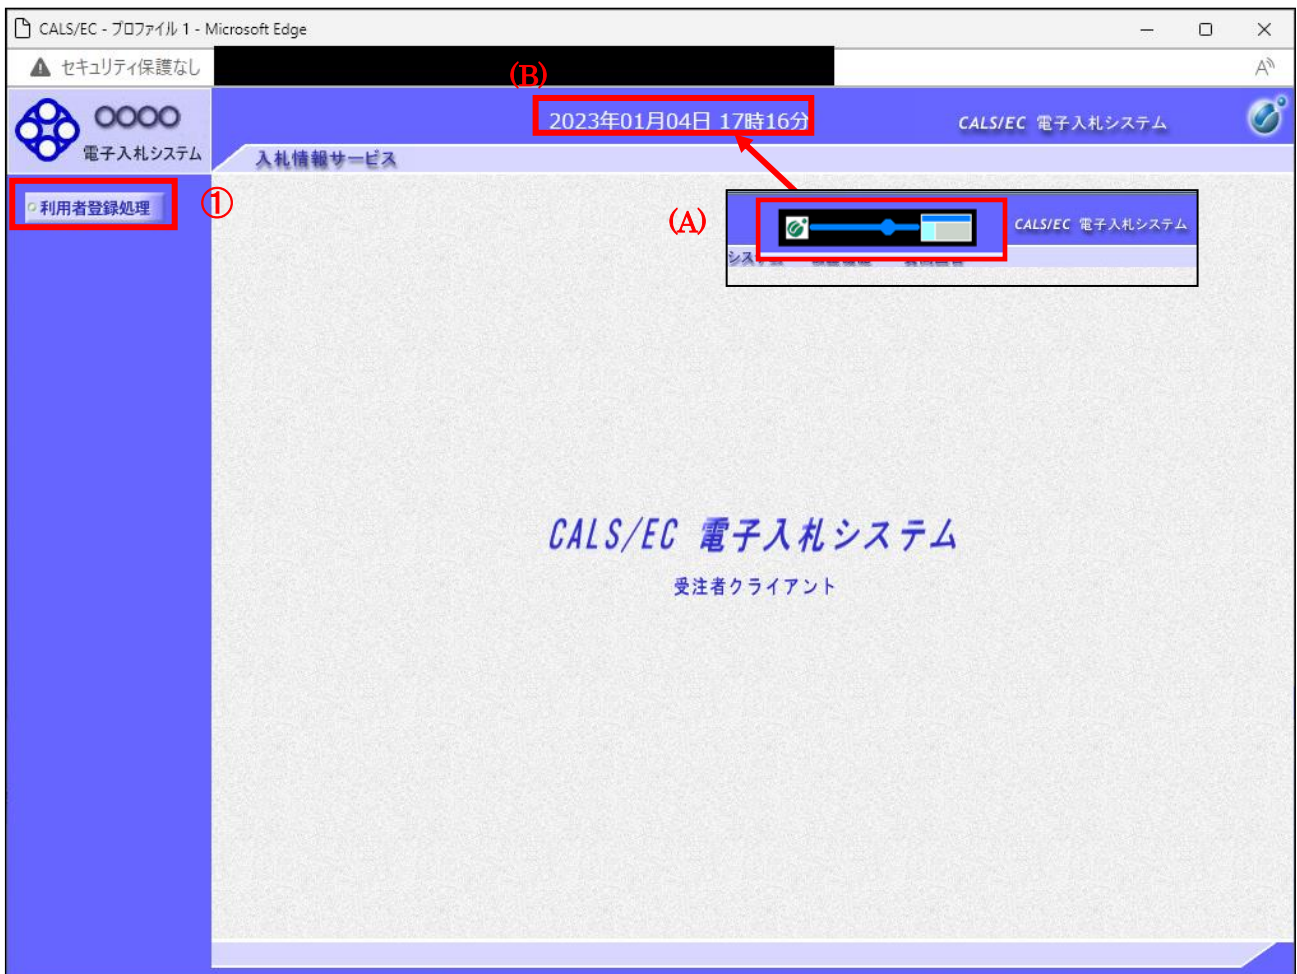 CALS/EC - プロファイル 1 - Microsoft Edge
セキュリティ保護なし
(B)
〇〇〇〇
電子入札システム
2023年01月04日 17時16分
CALS/EC 電子入札システム
入札情報サービス
利用者登録処理
①
(A)
CALS/EC 電子入札システム
CALS/EC 電子入札システム
受注者クライアント